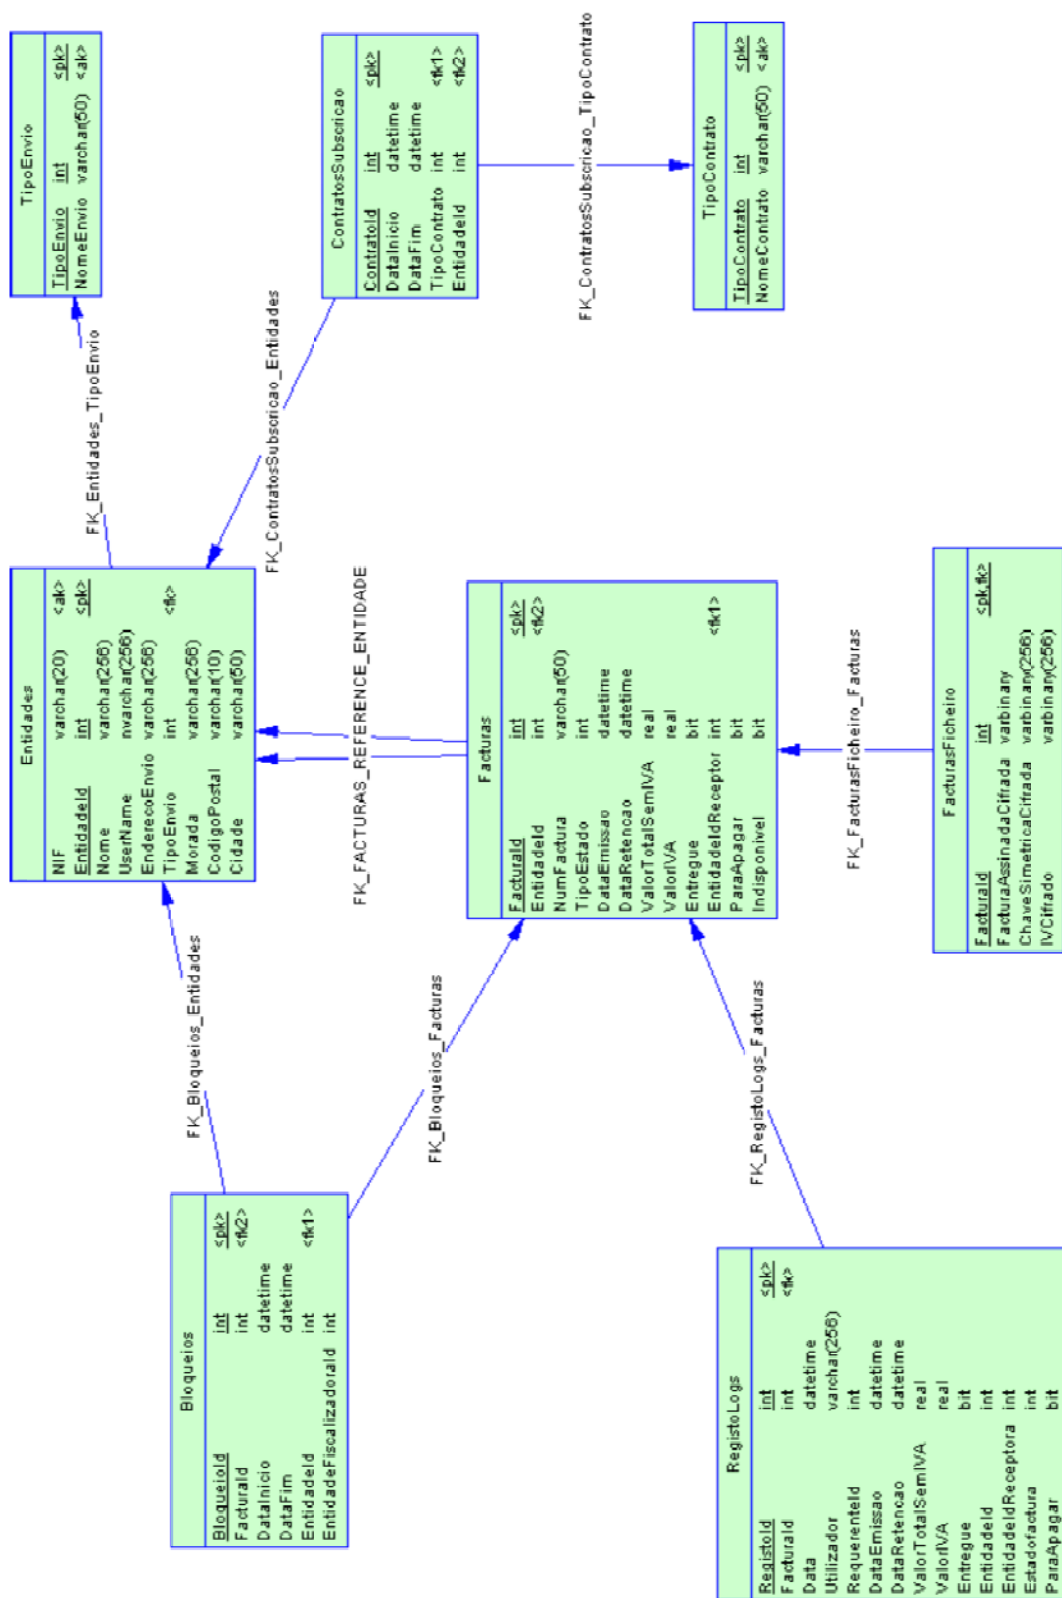 TipoEnvio
TipoEnvio int <pk>
NomeEnvio varchar(50) <ak>
FK_Entidades_TipoEnvio
ContratosSubscricao
ContratoId int <pk>
DataInicio datetime
DataFim datetime
TipoContrato int <fk1>
EntidadeId int <fk2>
FK_ContratosSubscricao_Entidades
FK_ContratosSubscricao_TipoContrato
TipoContrato
TipoContrato int <pk>
NomeContrato varchar(50) <ak>
Entidades
NIF varchar(20) <ak>
EntidadeId int <pk>
Nome varchar(256)
UserName nvarchar(256)
EnderecoEnvio varchar(256)
TipoEnvio int <fk>
Morada varchar(256)
CodigoPostal varchar(10)
Cidade varchar(50)
FK_FACTURAS_REFERENCE_ENTIDADE
Facturas
FacturaId int <pk>
EntidadeId int <fk2>
NumFactura varchar(50)
TipoEstado int
DataEmissao datetime
DataRetencao datetime
ValorTotalSemIVA real
ValorIVA real
Entregue bit
EntidadeIdReceptor int <fk1>
ParaApagar bit
Indisponivel bit
FK_FacturasFicheiro_Facturas
FacturasFicheiro
FacturaId int <pk,fk>
FacturaAssinadaCifrada varbinary
ChaveSimetricaCifrada varbinary(256)
IVCifrado varbinary(256)
FK_Bloqueios_Entidades
FK_Bloqueios_Facturas
FK_RegistoLogs_Facturas
Bloqueios
BloqueioId int <pk>
FacturaId int <fk2>
DataInicio datetime
DataFim datetime
EntidadeId int <fk1>
EntidadeFiscalizadoraId int
RegistoLogs
RegistoId int <pk>
FacturaId int <fk>
Data datetime
Utilizador varchar(256)
RequerenteId int
DataEmissao datetime
DataRetencao datetime
ValorTotalSemIVA real
ValorIVA real
Entregue bit
EntidadeId int
EntidadeIdReceptora int
Estadofactura int
ParaApagar bit